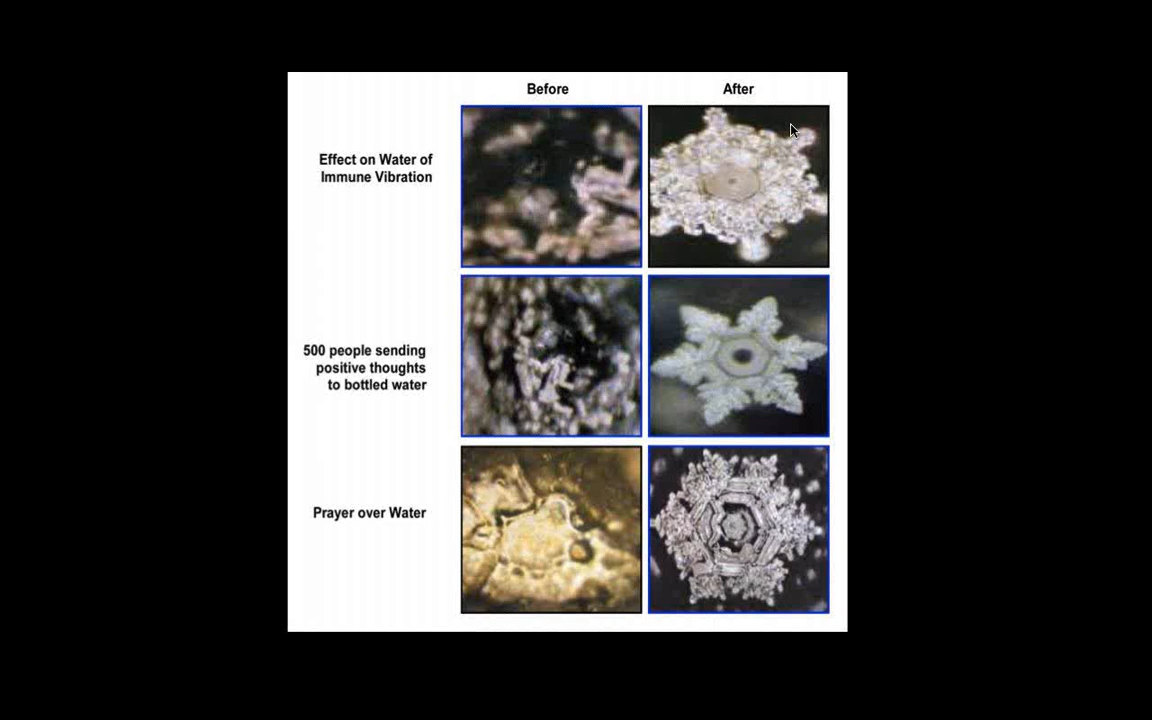 Before After
Effect on Water of
Immune Vibration
500 people sending
positive thoughts
to bottled water
Prayer over Water